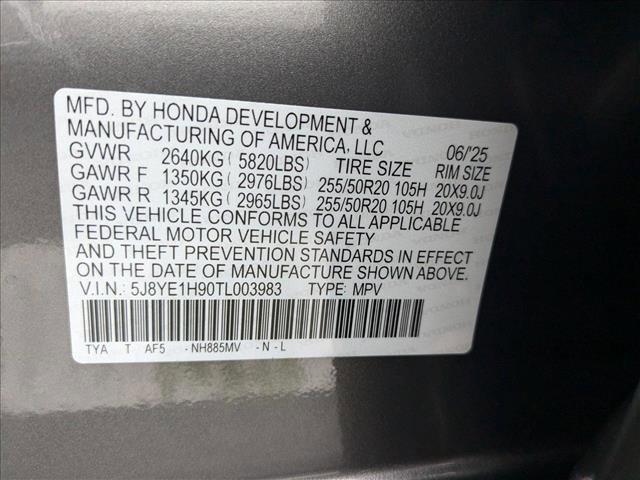 MFD. BY HONDA DEVELOPMENT &
MANUFACTURING OF AMERICA, LLC 06/'25
GVWR 2640KG ( 5820LBS) TIRE SIZE RIM SIZE
GAWR F 1350KG ( 2976LBS) 255/50R20 105H 20X9.0J
GAWR R 1345KG ( 2965LBS) 255/50R20 105H 20X9.0J
THIS VEHICLE CONFORMS TO ALL APPLICABLE
FEDERAL MOTOR VEHICLE SAFETY
AND THEFT PREVENTION STANDARDS IN EFFECT
ON THE DATE OF MANUFACTURE SHOWN ABOVE.
V.I.N.: 5J8YE1H90TL003983 TYPE: MPV
TYA T AF5 - NH885MV - N - L